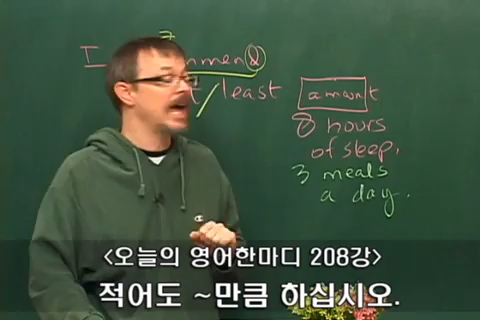 I
least
amount
8 hours
of sleep,
3 meals
a day.
<오늘의 영어한마디 208강>
적어도 ~만큼 하십시오.